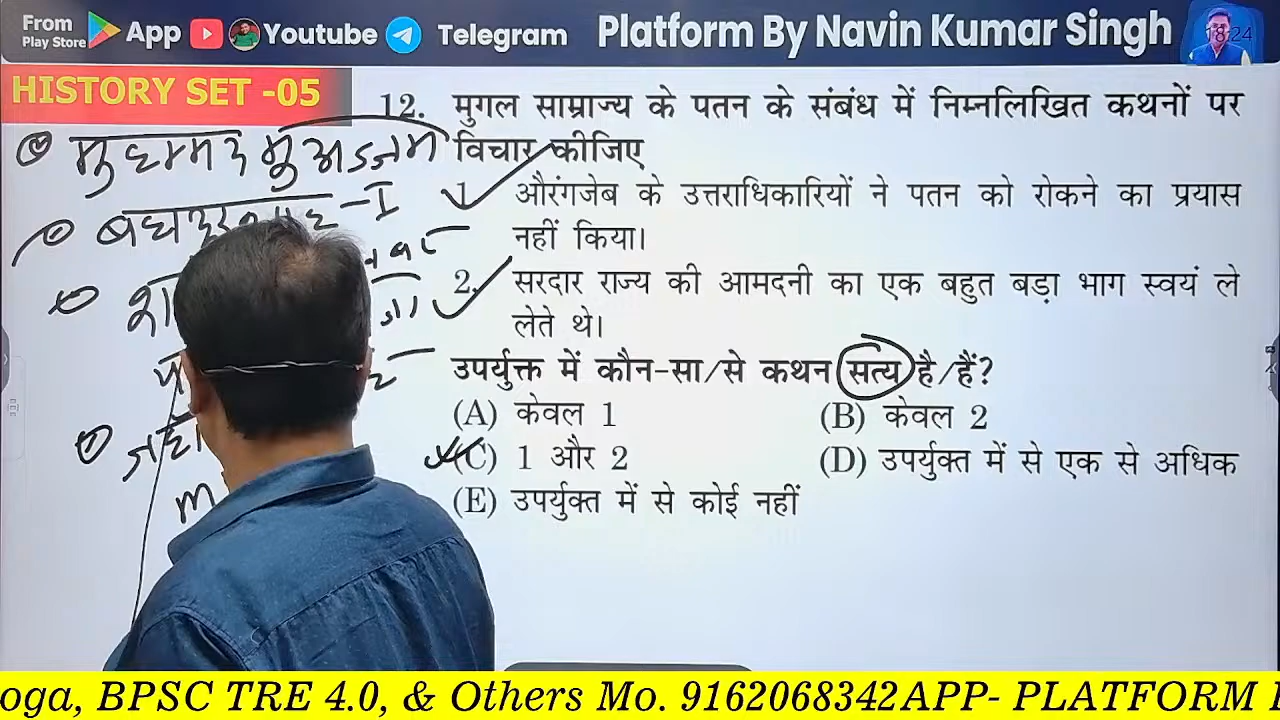 From
Play Store
App
Youtube
Telegram
Platform By Navin Kumar Singh
HISTORY SET -05
12. मुगल साम्राज्य के पतन के संबंध में निम्नलिखित कथनों पर
विचार कीजिए
1. औरंगजेब के उत्तराधिकारियों ने पतन को रोकने का प्रयास
नहीं किया।
2. सरदार राज्य की आमदनी का एक बहुत बड़ा भाग स्वयं ले
लेते थे।
उपर्युक्त में कौन-सा/से कथन सत्य है/हैं?
(A) केवल 1
(B) केवल 2
(C) 1 और 2
(D) उपर्युक्त में से एक से अधिक
(E) उपर्युक्त में से कोई नहीं
मुअज्जम
-I
oga, BPSC TRE 4.0, & Others Mo. 9162068342APP- PLATFORM